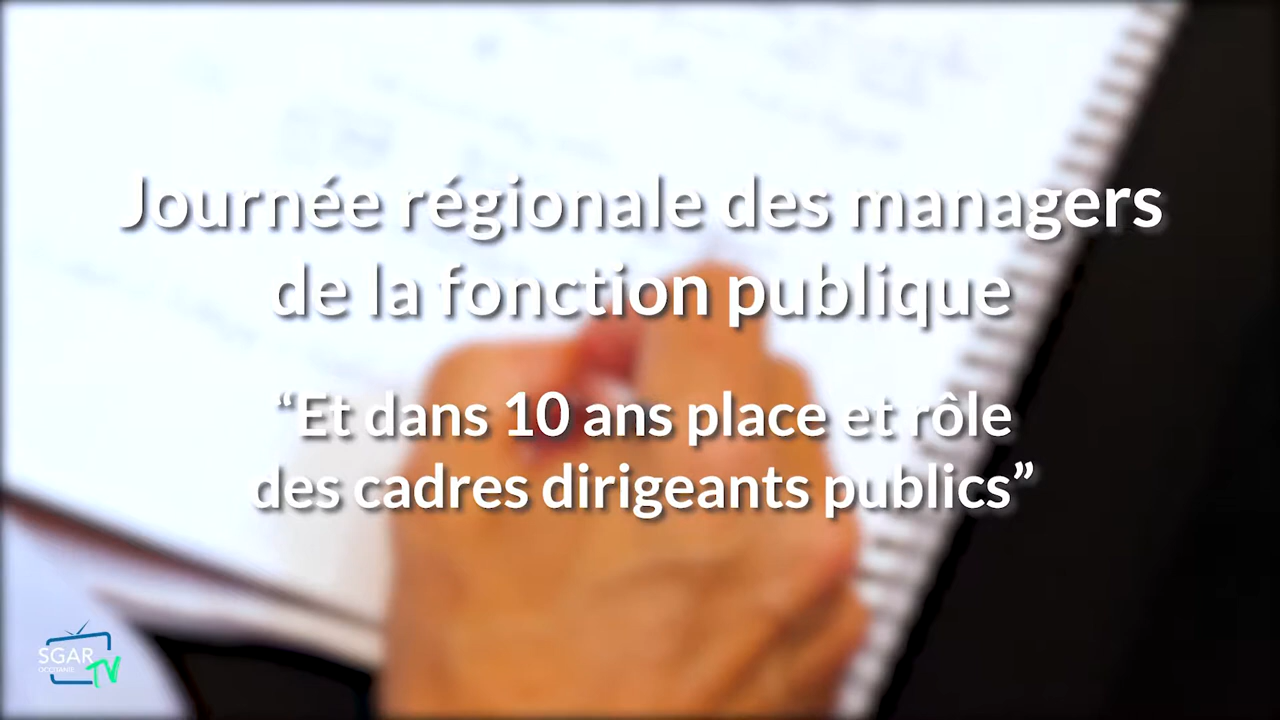 Journée régionale des managers
de la fonction publique
“Et dans 10 ans place et rôle
des cadres dirigeants publics”
SGAR
OCCITANIE
TV